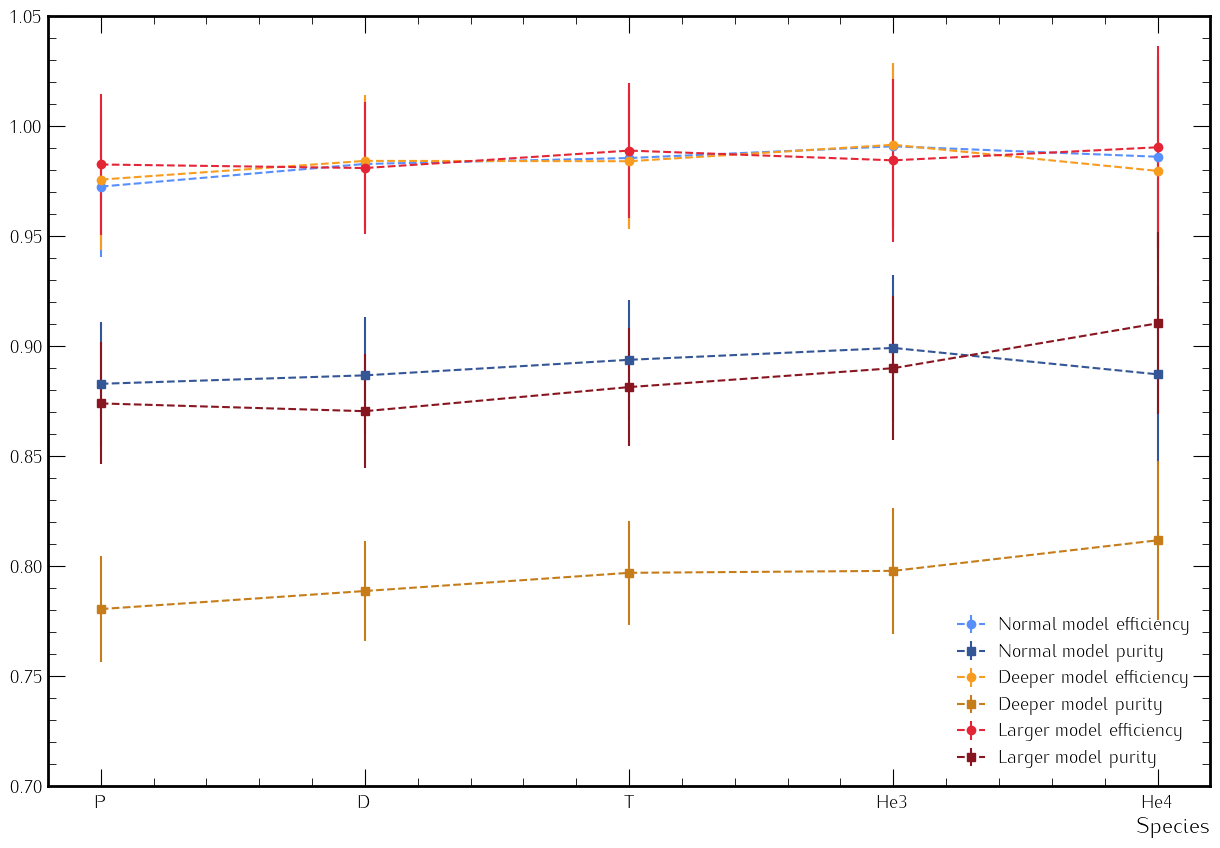 1.05
1.00
0.95
0.90
0.85
0.80
0.75
0.70
Normal model efficiency
Normal model purity
Deeper model efficiency
Deeper model purity
Larger model efficiency
Larger model purity
P D T He3 He4
Species